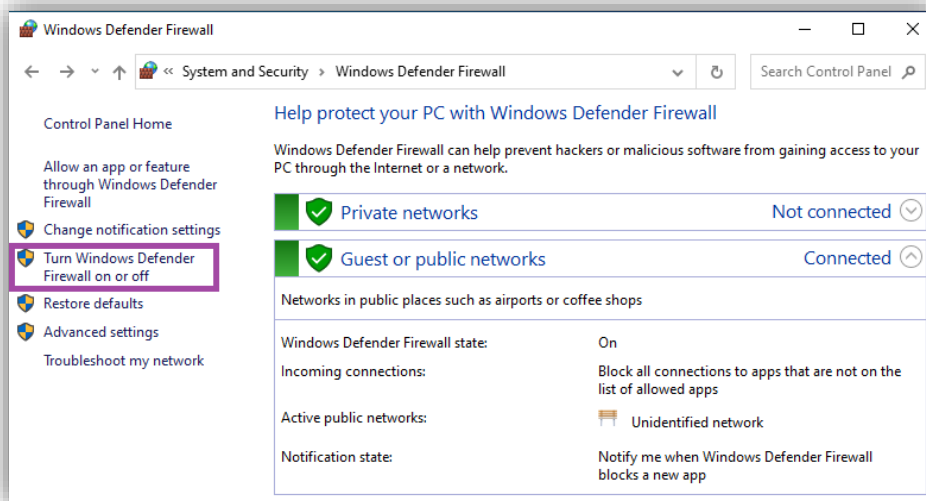 Windows Defender Firewall
« System and Security › Windows Defender Firewall
Search Control Panel
Control Panel Home
Allow an app or feature
through Windows Defender
Firewall
Change notification settings
Turn Windows Defender
Firewall on or off
Restore defaults
Advanced settings
Troubleshoot my network
Help protect your PC with Windows Defender Firewall
Windows Defender Firewall can help prevent hackers or malicious software from gaining access to your
PC through the Internet or a network.
Private networks Not connected
Guest or public networks Connected
Networks in public places such as airports or coffee shops
Windows Defender Firewall state: On
Incoming connections: Block all connections to apps that are not on the
list of allowed apps
Active public networks: Unidentified network
Notification state: Notify me when Windows Defender Firewall
blocks a new app